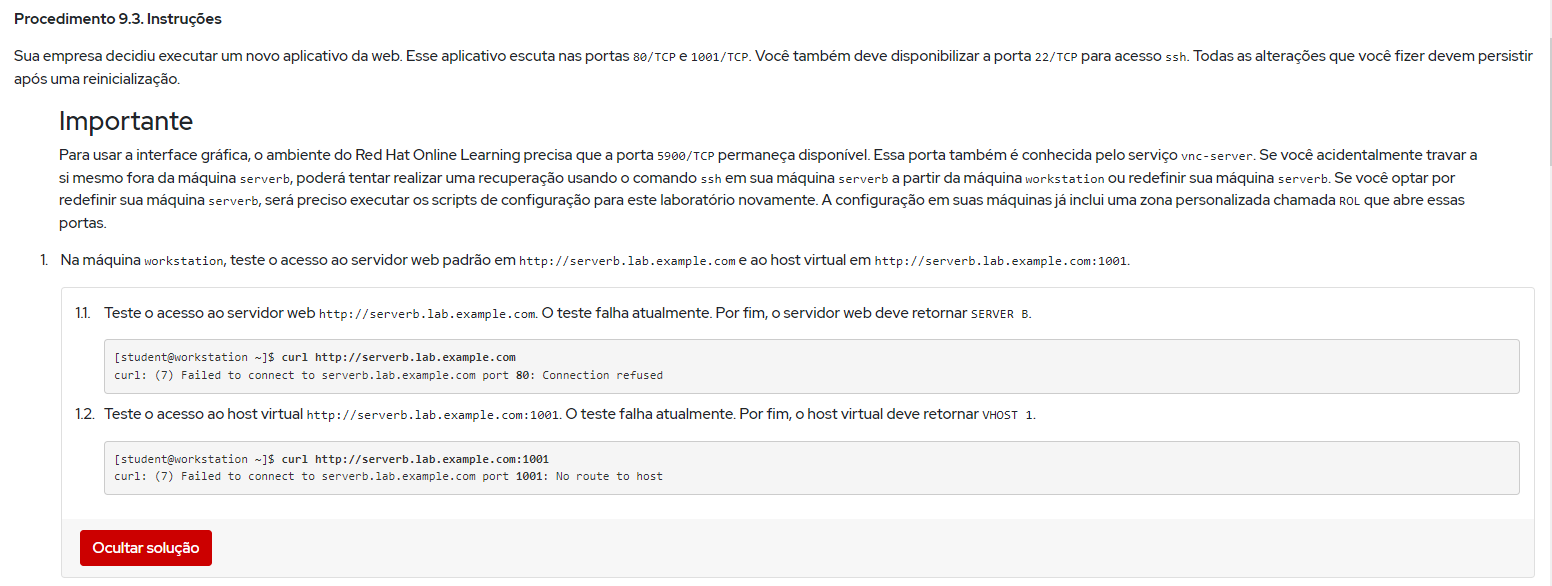 Procedimento 9.3. Instruções
Sua empresa decidiu executar um novo aplicativo da web. Esse aplicativo escuta nas portas 80/TCP e 1001/TCP. Você também deve disponibilizar a porta 22/TCP para acesso ssh. Todas as alterações que você fizer devem persistir
após uma reinicialização.
Importante
Para usar a interface gráfica, o ambiente do Red Hat Online Learning precisa que a porta 5900/TCP permaneça disponível. Essa porta também é conhecida pelo serviço vnc-server. Se você acidentalmente travar a
si mesmo fora da máquina serverb, poderá tentar realizar uma recuperação usando o comando ssh em sua máquina serverb a partir da máquina workstation ou redefinir sua máquina serverb. Se você optar por
redefinir sua máquina serverb, será preciso executar os scripts de configuração para este laboratório novamente. A configuração em suas máquinas já inclui uma zona personalizada chamada ROL que abre essas
portas.
1. Na máquina workstation, teste o acesso ao servidor web padrão em http://serverb.lab.example.com e ao host virtual em http://serverb.lab.example.com:1001.
1.1. Teste o acesso ao servidor web http://serverb.lab.example.com. O teste falha atualmente. Por fim, o servidor web deve retornar SERVER B.
[student@workstation ~]$ curl http://serverb.lab.example.com
curl: (7) Failed to connect to serverb.lab.example.com port 80: Connection refused
1.2. Teste o acesso ao host virtual http://serverb.lab.example.com:1001. O teste falha atualmente. Por fim, o host virtual deve retornar VHOST 1.
[student@workstation ~]$ curl http://serverb.lab.example.com:1001
curl: (7) Failed to connect to serverb.lab.example.com port 1001: No route to host
Ocultar solução